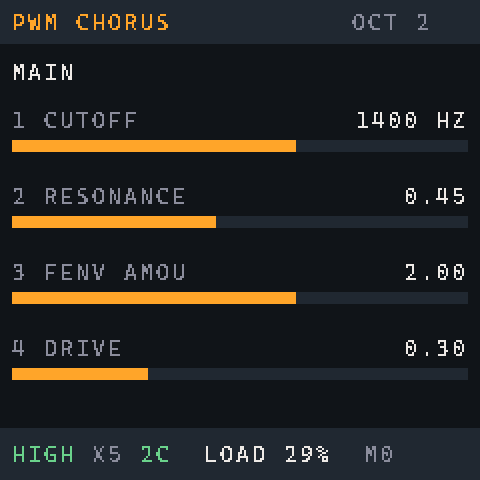 PWM CHORUS OCT 2
MAIN
1 CUTOFF 1400 HZ
2 RESONANCE 0.45
3 FENV AMOU 2.00
4 DRIVE 0.30
HIGH X5 2C LOAD 29% M0